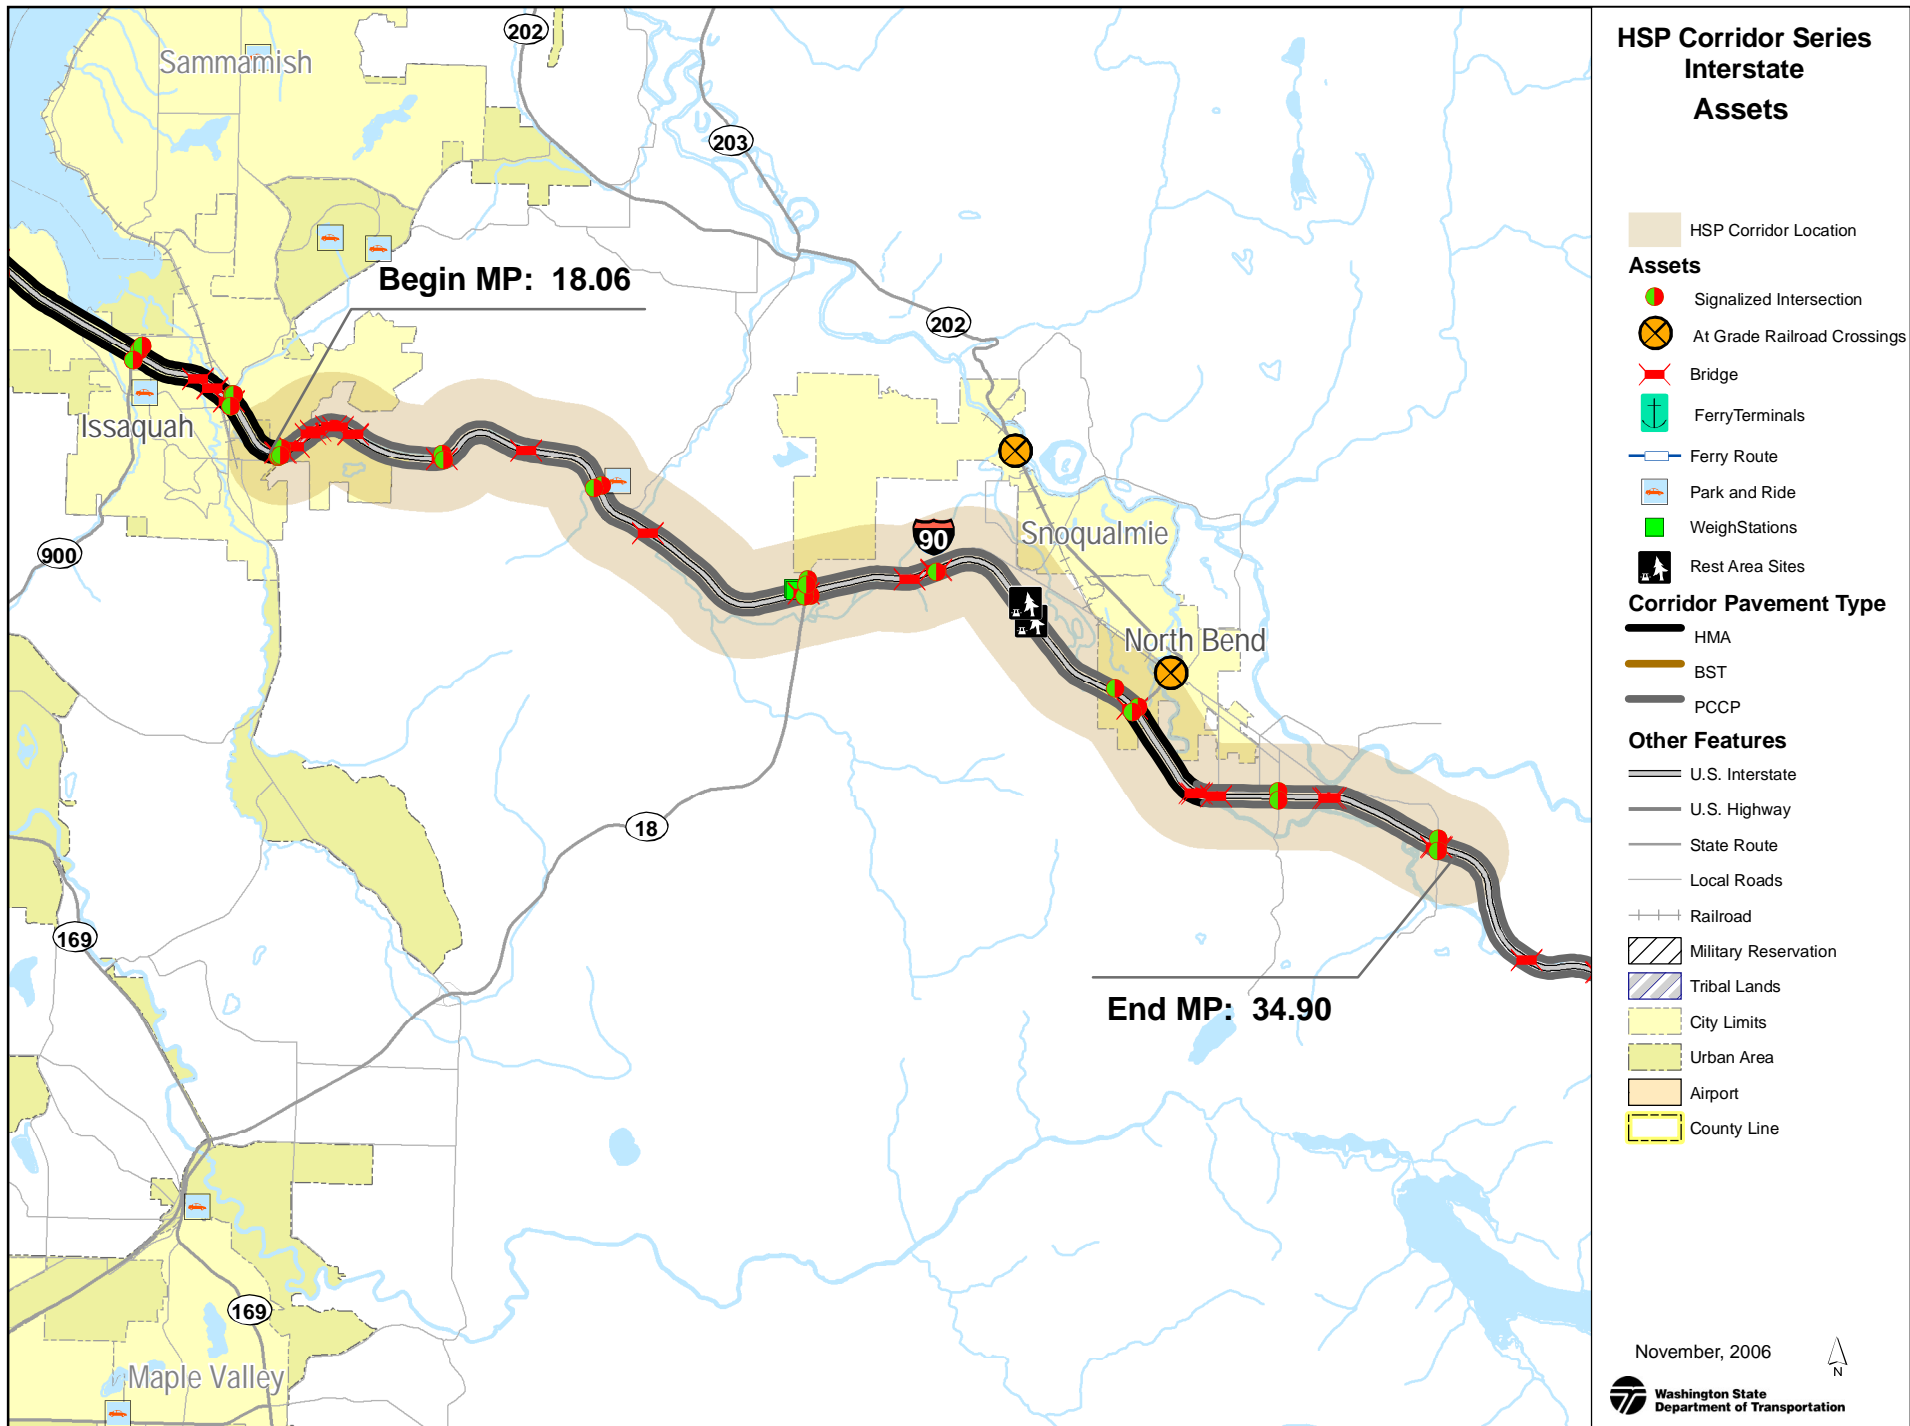 Sammamish
202
203
Begin MP: 18.06
202
Issaquah
90
Snoqualmie
900
North Bend
18
169
End MP: 34.90
169
Maple Valley
HSP Corridor Series
Interstate
Assets
HSP Corridor Location
Assets
Signalized Intersection
At Grade Railroad Crossings
Bridge
FerryTerminals
Ferry Route
Park and Ride
WeighStations
Rest Area Sites
Corridor Pavement Type
HMA
BST
PCCP
Other Features
U.S. Interstate
U.S. Highway
State Route
Local Roads
Railroad
Military Reservation
Tribal Lands
City Limits
Urban Area
Airport
County Line
November, 2006
N
Washington State
Department of Transportation